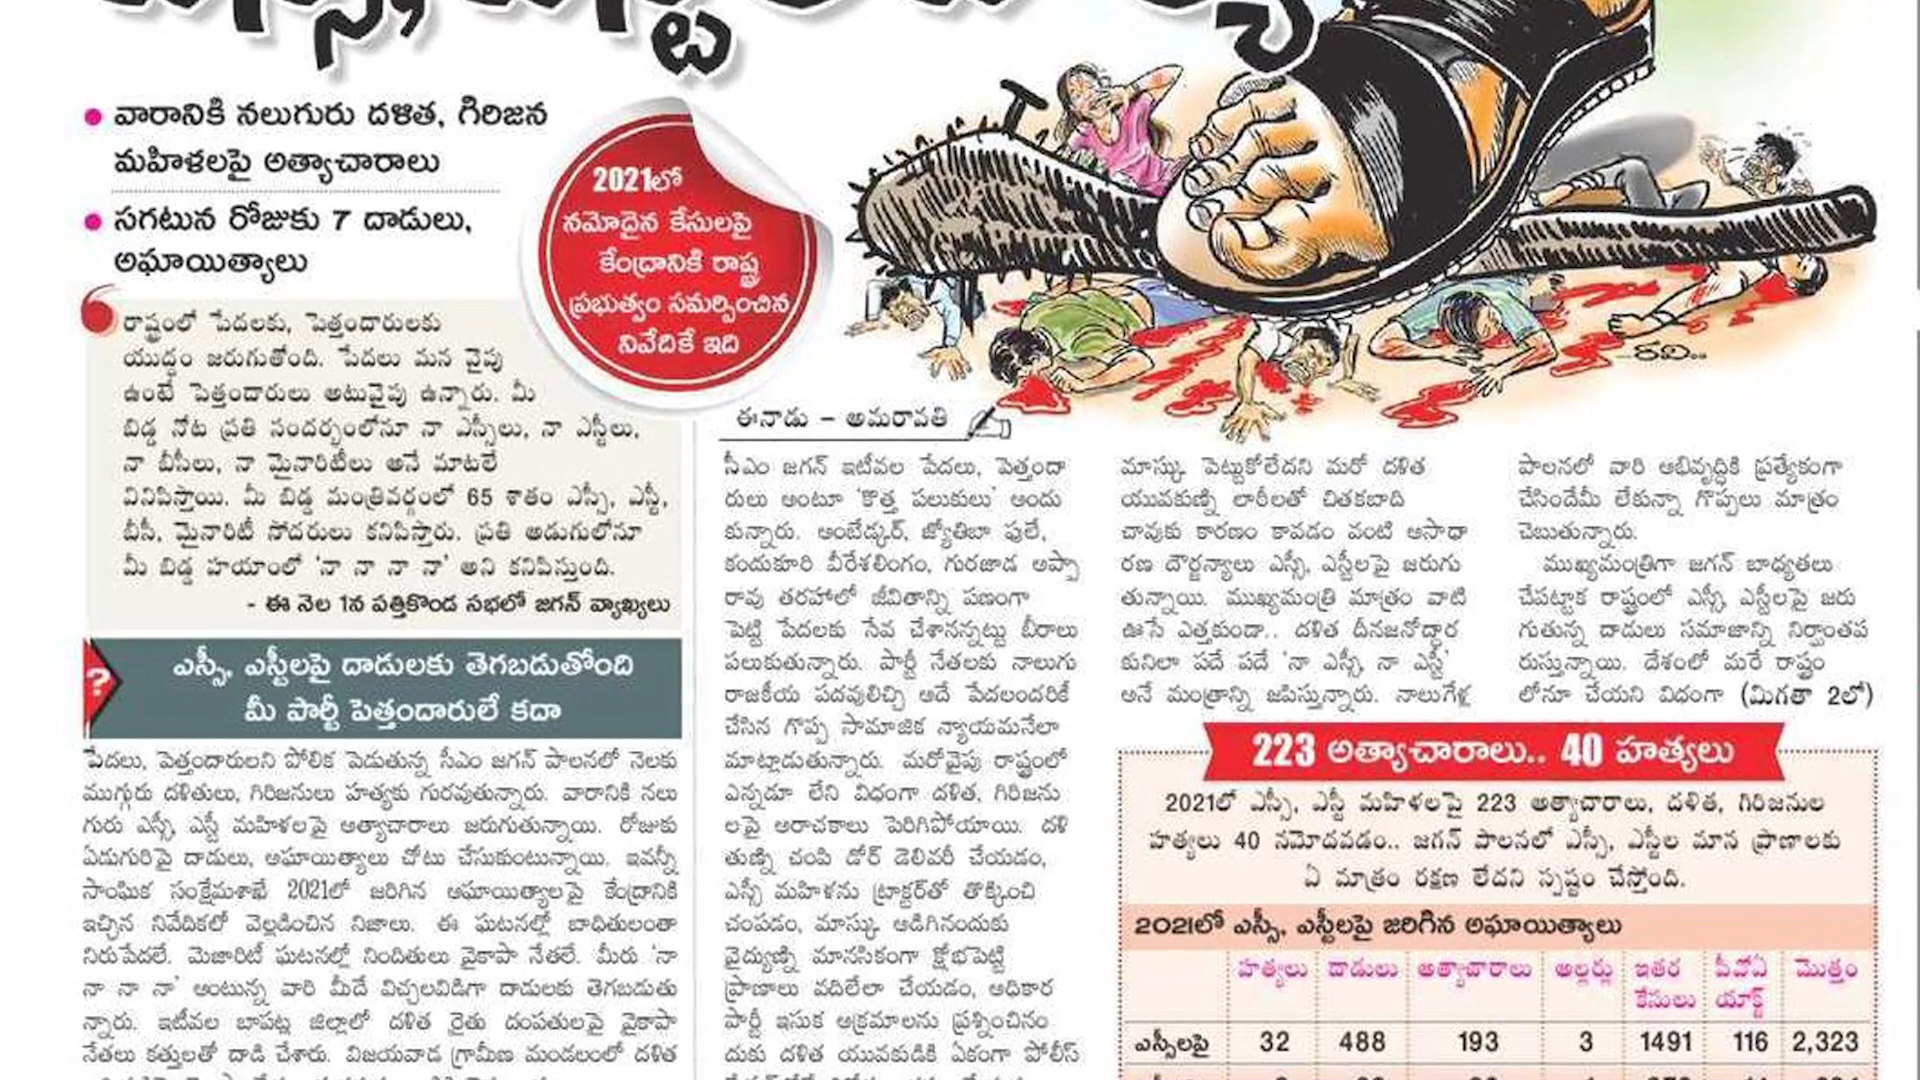 • వారానికి నలుగురు దళిత, గిరిజన
మహిళలపై అత్యాచారాలు
• సగటున రోజుకు 7 దాడులు,
అఘాయిత్యాలు
2021లో
నమోదైన కేసులపై
కేంద్రానికి రాష్ట్ర
ప్రభుత్వం సమర్పించిన
నివేదికే ఇది
రవి..
రాష్ట్రంలో పేదలకు, పెత్తందారులకు
యుద్ధం జరుగుతోంది. పేదలు మన వైపు
ఉంటే పెత్తందారులు అటువైపు ఉన్నారు. మీ
బిడ్డ నోట ప్రతి సందర్భంలోనూ నా ఎస్సీలు, నా ఎస్టీలు,
నా బీసీలు, నా మైనారిటీలు అనే మాటలే
వినిపిస్తాయి. మీ బిడ్డ మంత్రివర్గంలో 65 శాతం ఎస్సీ, ఎస్టీ,
బీసీ, మైనారిటీ సోదరులు కనిపిస్తారు. ప్రతి అడుగులోనూ
మీ బిడ్డ హయాంలో ‘నా నా నా నా’ అని కనిపిస్తుంది.
- ఈ నెల 1న పత్తికొండ సభలో జగన్ వ్యాఖ్యలు
? ఎస్సీ, ఎస్టీలపై దాడులకు తెగబడుతోంది
మీ పార్టీ పెత్తందారులే కదా
పేదలు, పెత్తందారులని పోలిక పెడుతున్న సీఎం జగన్ పాలనలో నెలకు
ముగ్గురు దళితులు, గిరిజనులు హత్యకు గురవుతున్నారు. వారానికి నలు
గురు ఎస్సీ, ఎస్టీ మహిళలపై అత్యాచారాలు జరుగుతున్నాయి. రోజుకు
ఏడుగురిపై దాడులు, అఘాయిత్యాలు చోటు చేసుకుంటున్నాయి. ఇవన్నీ
సాంఘిక సంక్షేమశాఖే 2021లో జరిగిన అఘాయిత్యాలపై కేంద్రానికి
ఇచ్చిన నివేదికలో వెల్లడించిన నిజాలు. ఈ ఘటనల్లో బాధితులంతా
నిరుపేదలే. మెజారిటీ ఘటనల్లో నిందితులు వైకాపా నేతలే. మీరు ‘నా
నా నా నా’ అంటున్న వారి మీదే విచ్చలవిడిగా దాడులకు తెగబడుతు
న్నారు. ఇటీవల బాపట్ల జిల్లాలో దళిత రైతు దంపతులపై వైకాపా
నేతలు కత్తులతో దాడి చేశారు. విజయవాడ గ్రామీణ మండలంలో దళిత
ఈనాడు - అమరావతి
సీఎం జగన్ ఇటీవల పేదలు, పెత్తందా
రులు అంటూ ‘కొత్త పలుకులు’ అందు
కున్నారు. అంబేడ్కర్, జ్యోతిబా ఫులే,
కందుకూరి వీరేశలింగం, గురజాడ అప్పా
రావు తరహాలో జీవితాన్ని పణంగా
పెట్టి పేదలకు సేవ చేశానన్నట్టు బీరాలు
పలుకుతున్నారు. పార్టీ నేతలకు నాలుగు
రాజకీయ పదవులిచ్చి అదే పేదలందరికీ
చేసిన గొప్ప సామాజిక న్యాయమనేలా
మాట్లాడుతున్నారు. మరోవైపు రాష్ట్రంలో
ఎన్నడూ లేని విధంగా దళిత, గిరిజను
లపై అరాచకాలు పెరిగిపోయాయి. దళి
తుణ్ని చంపి డోర్ డెలివరీ చేయడం,
ఎస్సీ మహిళను ట్రాక్టర్‌తో తొక్కించి
చంపడం, మాస్కు అడిగినందుకు
వైద్యుణ్ని మానసికంగా క్షోభపెట్టి
ప్రాణాలు వదిలేలా చేయడం, అధికార
పార్టీ ఇసుక అక్రమాలను ప్రశ్నించినం
దుకు దళిత యువకుడికి ఏకంగా పోలీస్
మాస్కు పెట్టుకోలేదని మరో దళిత
యువకుణ్ని లాఠీలతో చితకబాది
చావుకు కారణం కావడం వంటి అసాధా
రణ దౌర్జన్యాలు ఎస్సీ, ఎస్టీలపై జరుగు
తున్నాయి. ముఖ్యమంత్రి మాత్రం వాటి
ఊసే ఎత్తకుండా.. దళిత దీనజనోద్ధార
కునిలా పదే పదే ‘నా ఎస్సీ, నా ఎస్టీ’
అనే మంత్రాన్ని జపిస్తున్నారు. నాలుగేళ్ల
పాలనలో వారి అభివృద్ధికి ప్రత్యేకంగా
చేసిందేమీ లేకున్నా గొప్పలు మాత్రం
చెబుతున్నారు.
ముఖ్యమంత్రిగా జగన్ బాధ్యతలు
చేపట్టాక రాష్ట్రంలో ఎస్సీ, ఎస్టీలపై జరు
గుతున్న దాడులు సమాజాన్ని నిర్ఘాంతప
రుస్తున్నాయి. దేశంలో మరే రాష్ట్రం
లోనూ చేయని విధంగా (మిగతా 2లో)
223 అత్యాచారాలు.. 40 హత్యలు
2021లో ఎస్సీ, ఎస్టీ మహిళలపై 223 అత్యాచారాలు, దళిత, గిరిజనుల
హత్యలు 40 నమోదవడం.. జగన్ పాలనలో ఎస్సీ, ఎస్టీల మాన ప్రాణాలకు
ఏ మాత్రం రక్షణ లేదని స్పష్టం చేస్తోంది.
2021లో ఎస్సీ, ఎస్టీలపై జరిగిన అఘాయిత్యాలు
హత్యలు దాడులు అత్యాచారాలు అల్లర్లు ఇతర కేసులు పీవోఏ యాక్ట్ మొత్తం
ఎస్సీలపై 32 488 193 3 1491 116 2,323